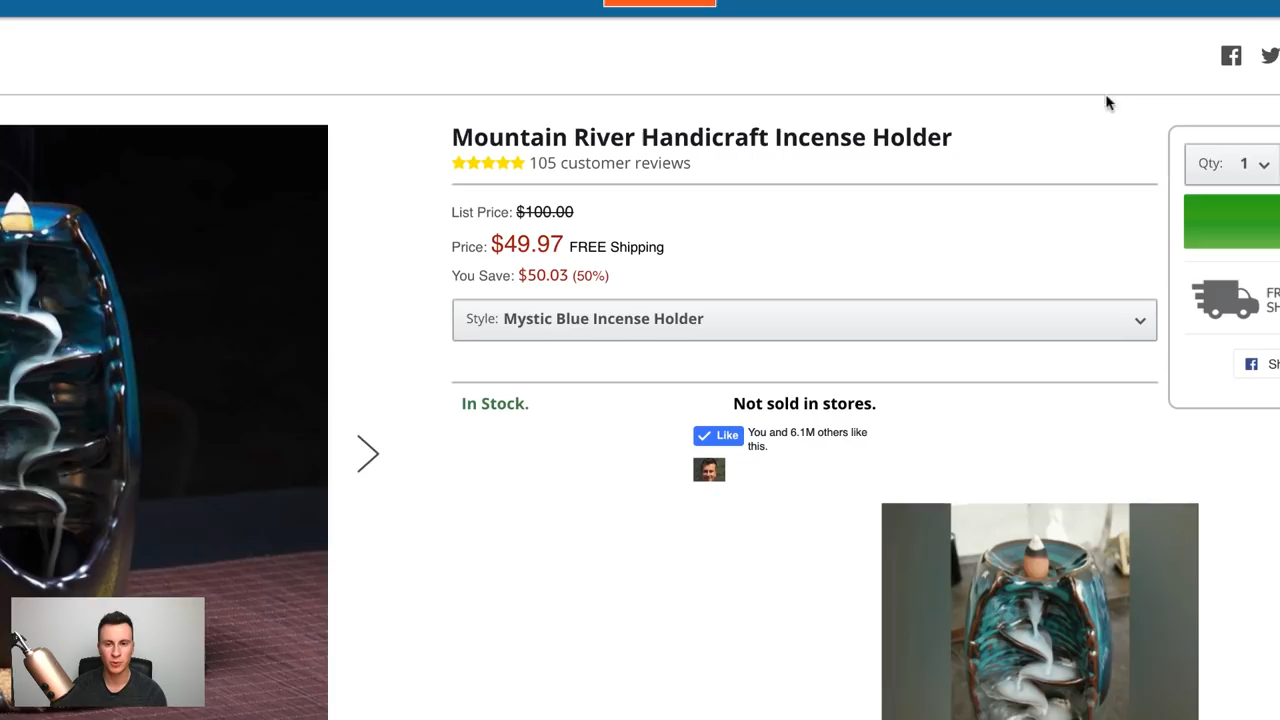 Mountain River Handicraft Incense Holder
105 customer reviews
List Price: $100.00
Price: $49.97 FREE Shipping
You Save: $50.03 (50%)
Style: Mystic Blue Incense Holder
In Stock.
Not sold in stores.
Like
You and 6.1M others like
this.
Qty: 1